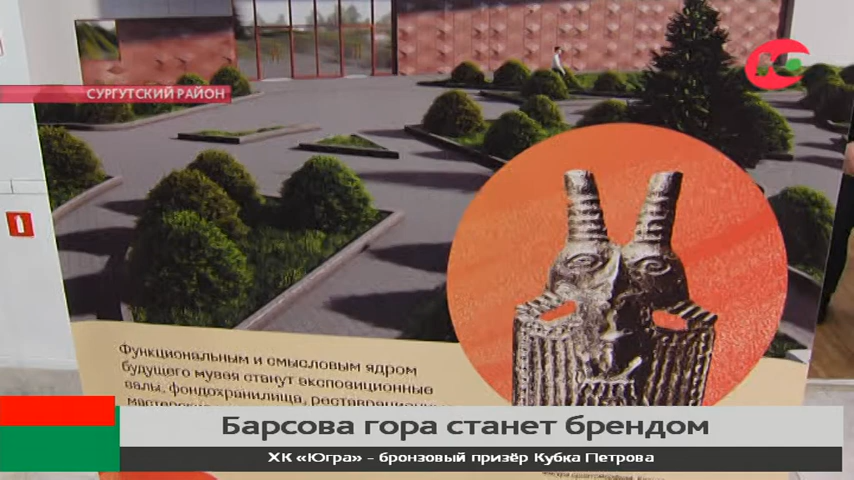 СУРГУТСКИЙ РАЙОН
Функциональным и смысловым ядром
будущего музея станут экспозиционные
залы, фондохранилища, реставрационные
Барсова гора станет брендом
ХК «Югра» - бронзовый призёр Кубка Петрова